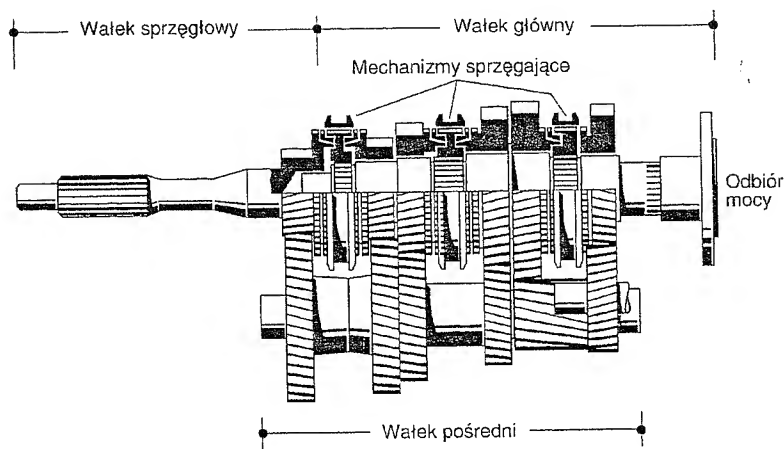 Wałek sprzęgłowy
Wałek główny
Mechanizmy sprzęgające
Odbiór
mocy
Wałek pośredni